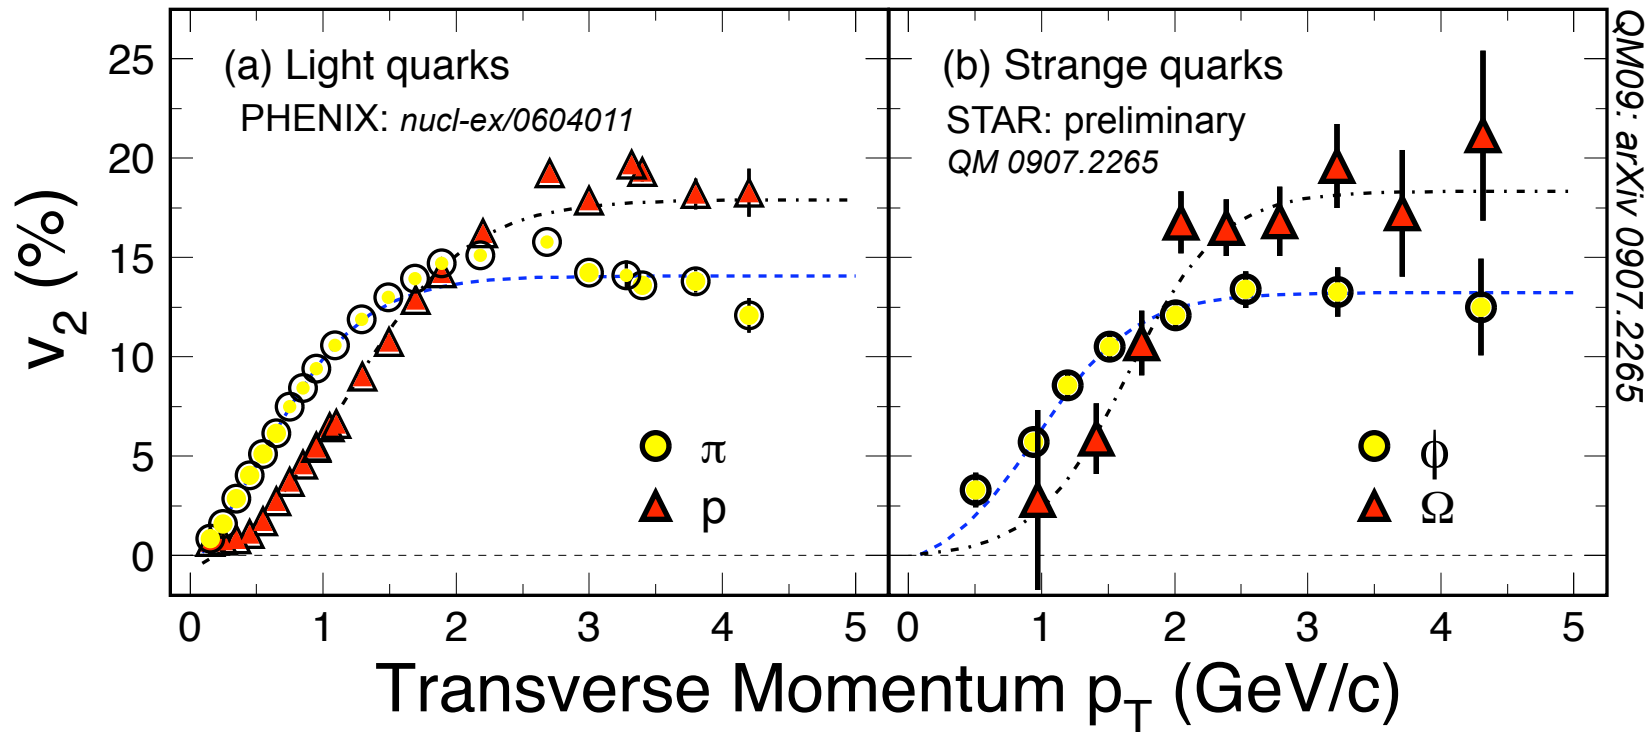 (a) Light quarks
PHENIX: nucl-ex/0604011
(b) Strange quarks
STAR: preliminary
QM 0907.2265
QM09: arXiv 0907.2265
v2 (%)
25
20
15
10
5
0
π
p
ϕ
Ω
0 1 2 3 4 5
0 1 2 3 4 5
Transverse Momentum pT (GeV/c)